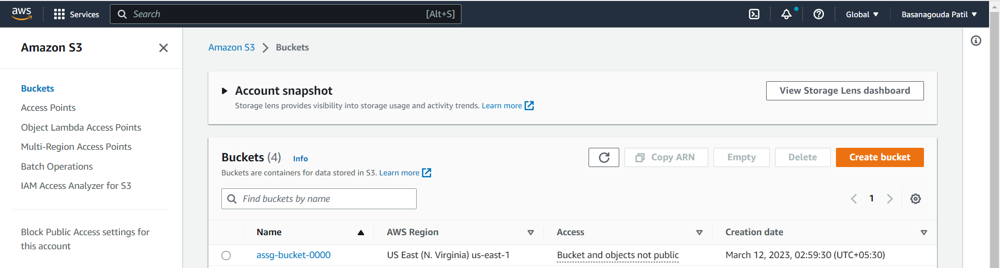 aws Services Search [Alt+S] Global Basanagouda Patil
Amazon S3
Buckets
Access Points
Object Lambda Access Points
Multi-Region Access Points
Batch Operations
IAM Access Analyzer for S3
Block Public Access settings for
this account
Amazon S3 > Buckets
Account snapshot View Storage Lens dashboard
Storage lens provides visibility into storage usage and activity trends. Learn more
Buckets (4) Info Copy ARN Empty Delete Create bucket
Buckets are containers for data stored in S3. Learn more
Find buckets by name 1
Name AWS Region Access Creation date
assg-bucket-0000 US East (N. Virginia) us-east-1 Bucket and objects not public March 12, 2023, 02:59:30 (UTC+05:30)